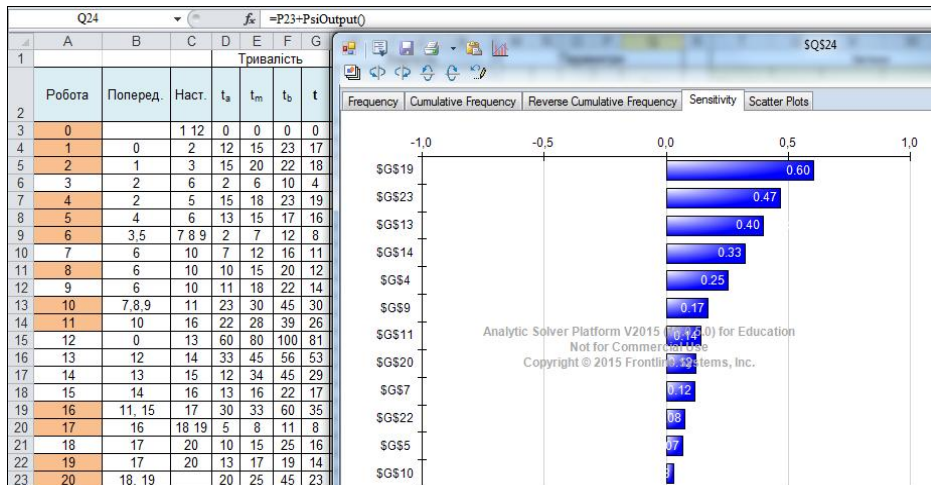 Q24 fx =P23+PsiOutput()
A B C D E F G
1 Тривалість
2 Робота Поперед. Наст. ta tm tb t
3 0 1 12 0 0 0 0
4 1 0 2 12 15 23 17
5 2 1 3 15 20 22 18
6 3 2 6 2 6 10 4
7 4 2 5 15 18 23 19
8 5 4 6 13 15 17 16
9 6 3,5 7 8 9 2 7 12 8
10 7 6 10 7 12 16 11
11 8 6 10 10 15 20 12
12 9 6 10 11 18 22 14
13 10 7,8,9 11 23 30 45 30
14 11 10 16 22 28 39 26
15 12 0 13 60 80 100 81
16 13 12 14 33 45 56 53
17 14 13 15 12 34 45 29
18 15 14 16 13 16 22 17
19 16 11, 15 17 30 33 60 35
20 17 16 18 19 5 8 11 8
21 18 17 20 10 15 25 16
22 19 17 20 13 17 19 14
23 20 18, 19 20 25 45 23
$Q$24
Frequency Cumulative Frequency Reverse Cumulative Frequency Sensitivity Scatter Plots
-1,0 -0,5 0,0 0,5 1,0
$G$19 0.60
$G$23 0.47
$G$13 0.40
$G$14 0.33
$G$4 0.25
$G$9 0.17
$G$11 0.14
$G$20
$G$7 0.12
$G$22 08
$G$5 07
$G$10
Analytic Solver Platform V2015 for Education
Not for Commercial Use
Copyright © 2015 Frontline Systems, Inc.